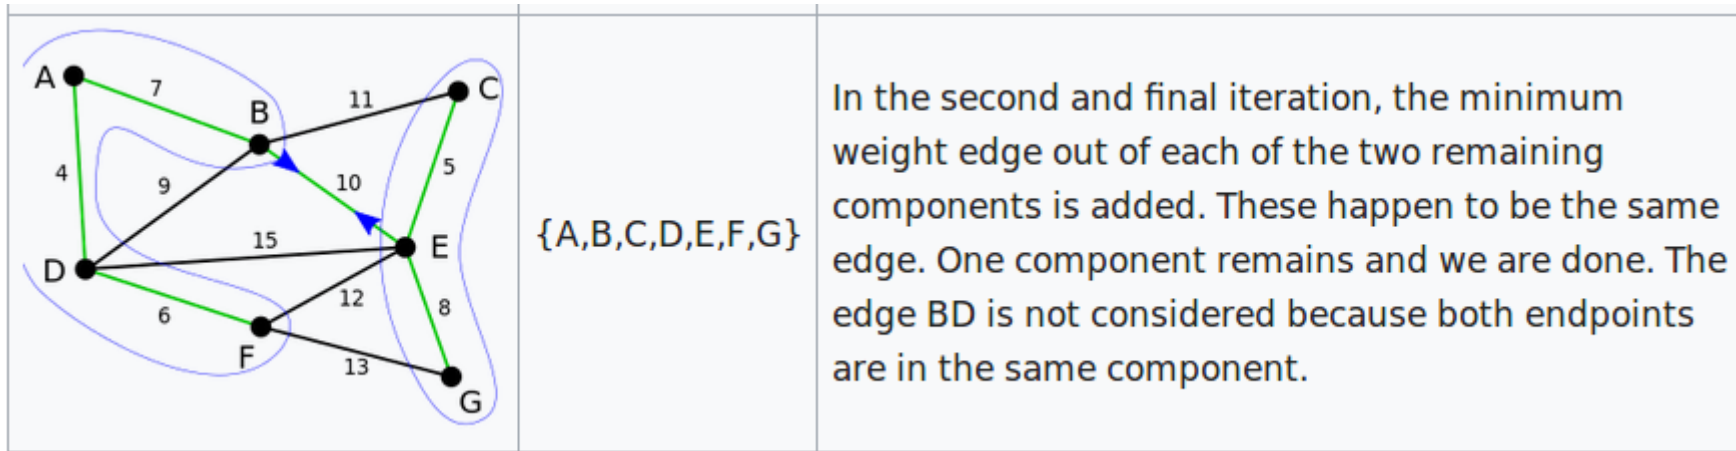 A
7
B
11
C
4
9
10
5
15
D
E
6
12
8
F
13
G
{A,B,C,D,E,F,G}
In the second and final iteration, the minimum
weight edge out of each of the two remaining
components is added. These happen to be the same
edge. One component remains and we are done. The
edge BD is not considered because both endpoints
are in the same component.